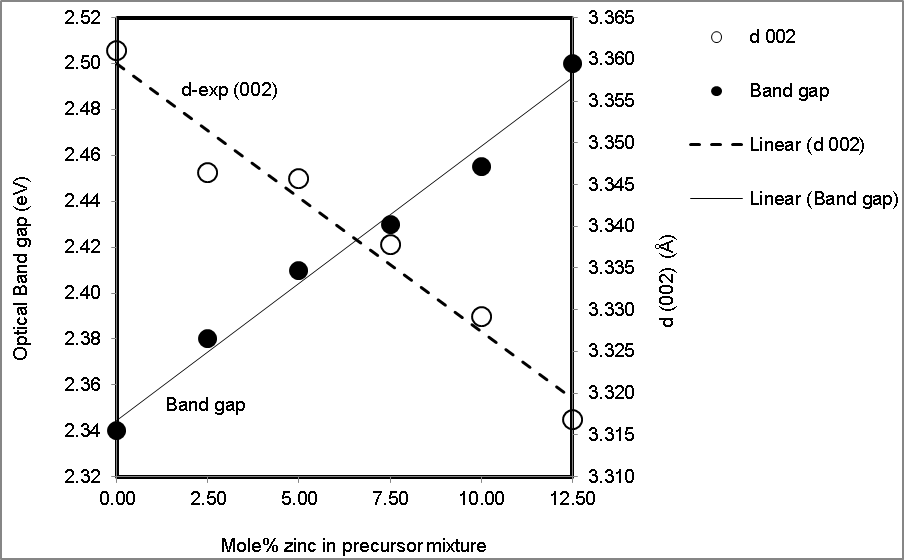 2.52
2.50
2.48
2.46
2.44
2.42
2.40
2.38
2.36
2.34
2.32
Optical Band gap (eV)
d-exp (002)
Band gap
0.00 2.50 5.00 7.50 10.00 12.50
Mole% zinc in precursor mixture
3.365
3.360
3.355
3.350
3.345
3.340
3.335
3.330
3.325
3.320
3.315
3.310
d (002) (Å)
d 002
Band gap
Linear (d 002)
Linear (Band gap)